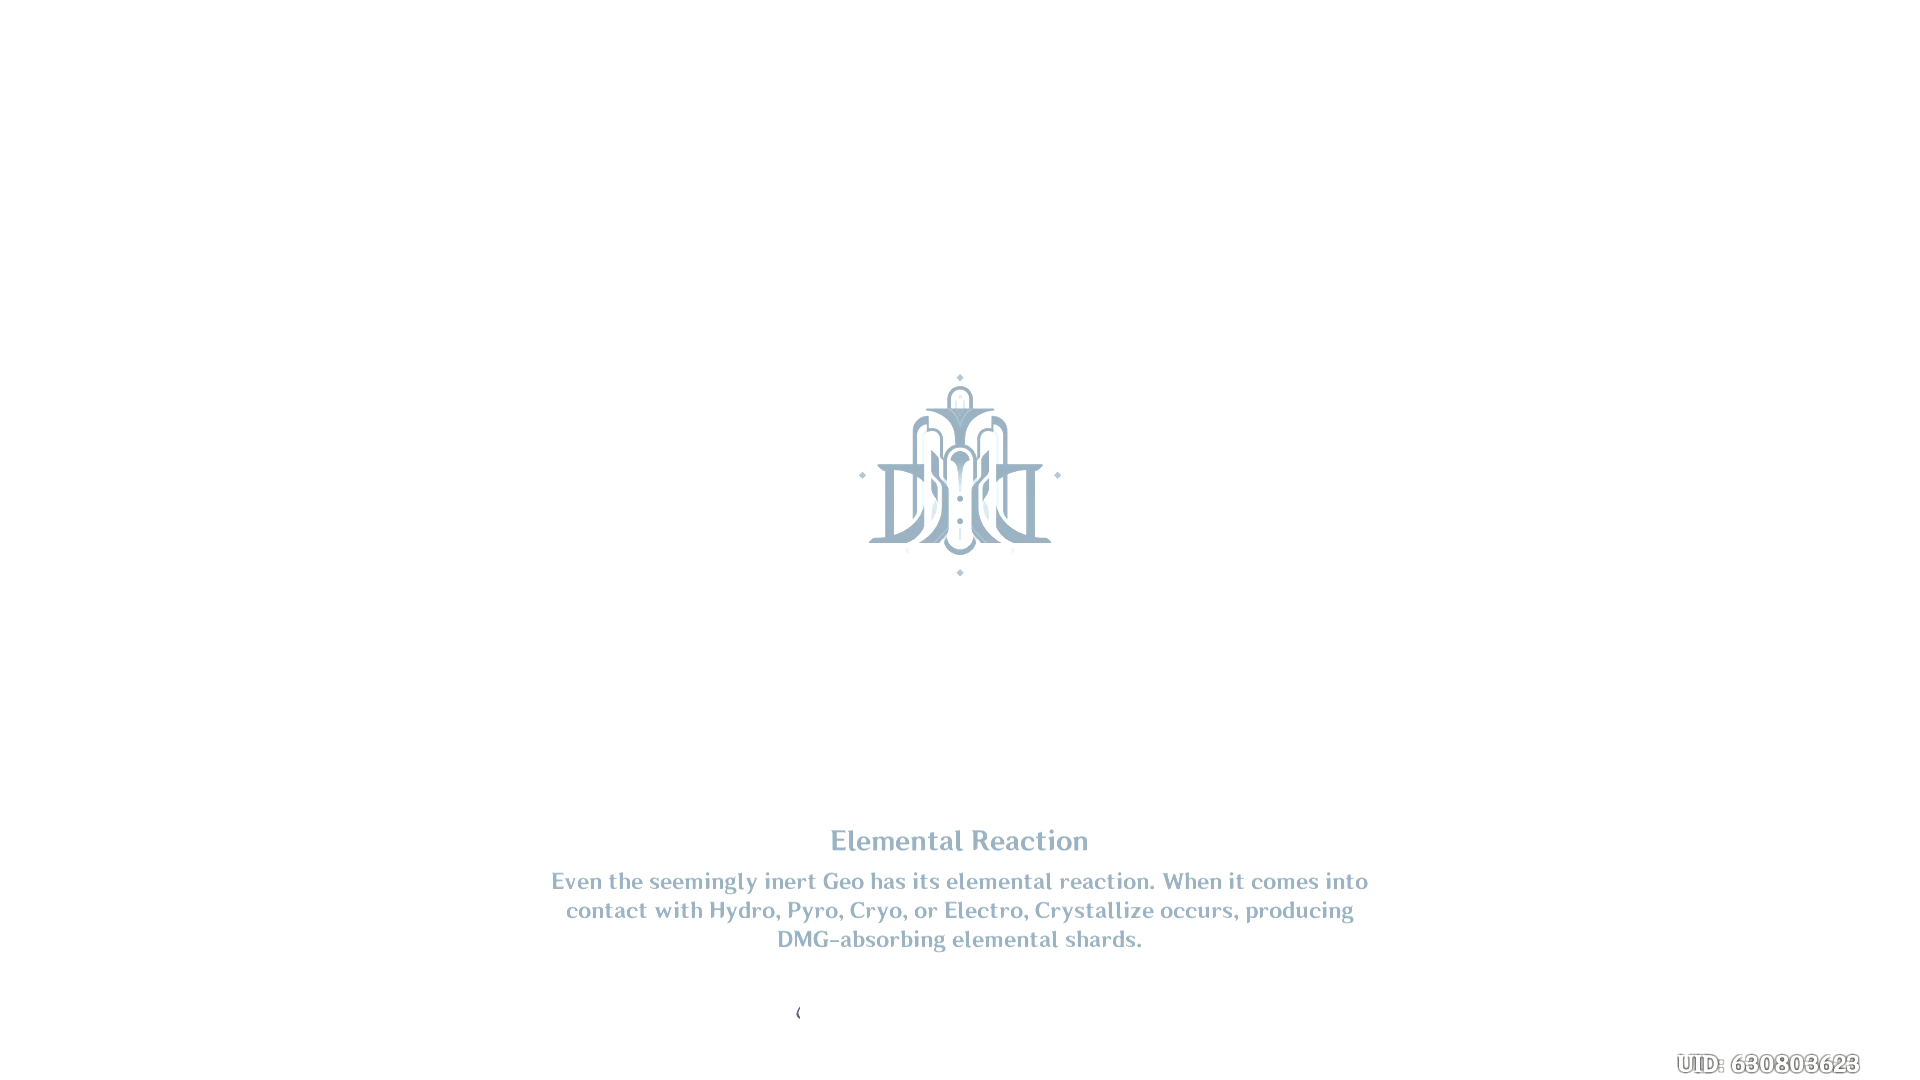 Elemental Reaction
Even the seemingly inert Geo has its elemental reaction. When it comes into
contact with Hydro, Pyro, Cryo, or Electro, Crystallize occurs, producing
DMG-absorbing elemental shards.
UID: 630803623